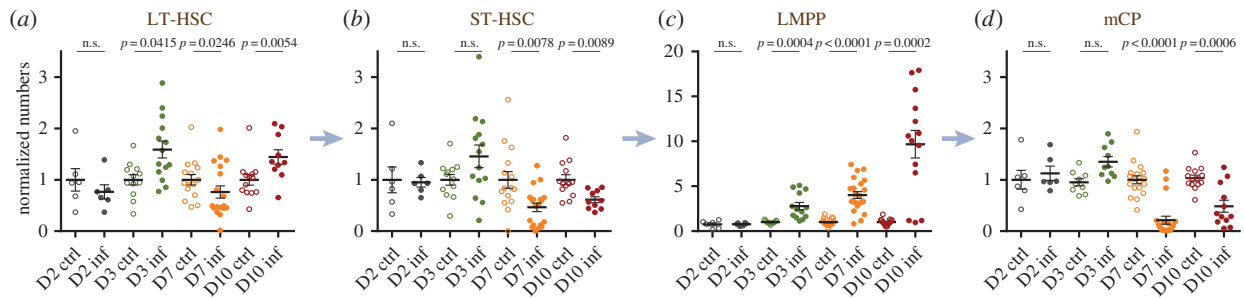 (a) LT-HSC
n.s. p = 0.0415 p = 0.0246 p = 0.0054
normalized numbers
3
2
1
0
D2 ctrl D2 inf D3 ctrl D3 inf D7 ctrl D7 inf D10 ctrl D10 inf
(b) ST-HSC
n.s. n.s. p = 0.0078 p = 0.0089
3
2
1
0
D2 ctrl D2 inf D3 ctrl D3 inf D7 ctrl D7 inf D10 ctrl D10 inf
(c) LMPP
n.s. p = 0.0004 p < 0.0001 p = 0.0002
20
15
10
5
0
D2 ctrl D2 inf D3 ctrl D3 inf D7 ctrl D7 inf D10 ctrl D10 inf
(d) mCP
n.s. n.s. p < 0.0001 p = 0.0006
3
2
1
0
D2 ctrl D2 inf D3 ctrl D3 inf D7 ctrl D7 inf D10 ctrl D10 inf